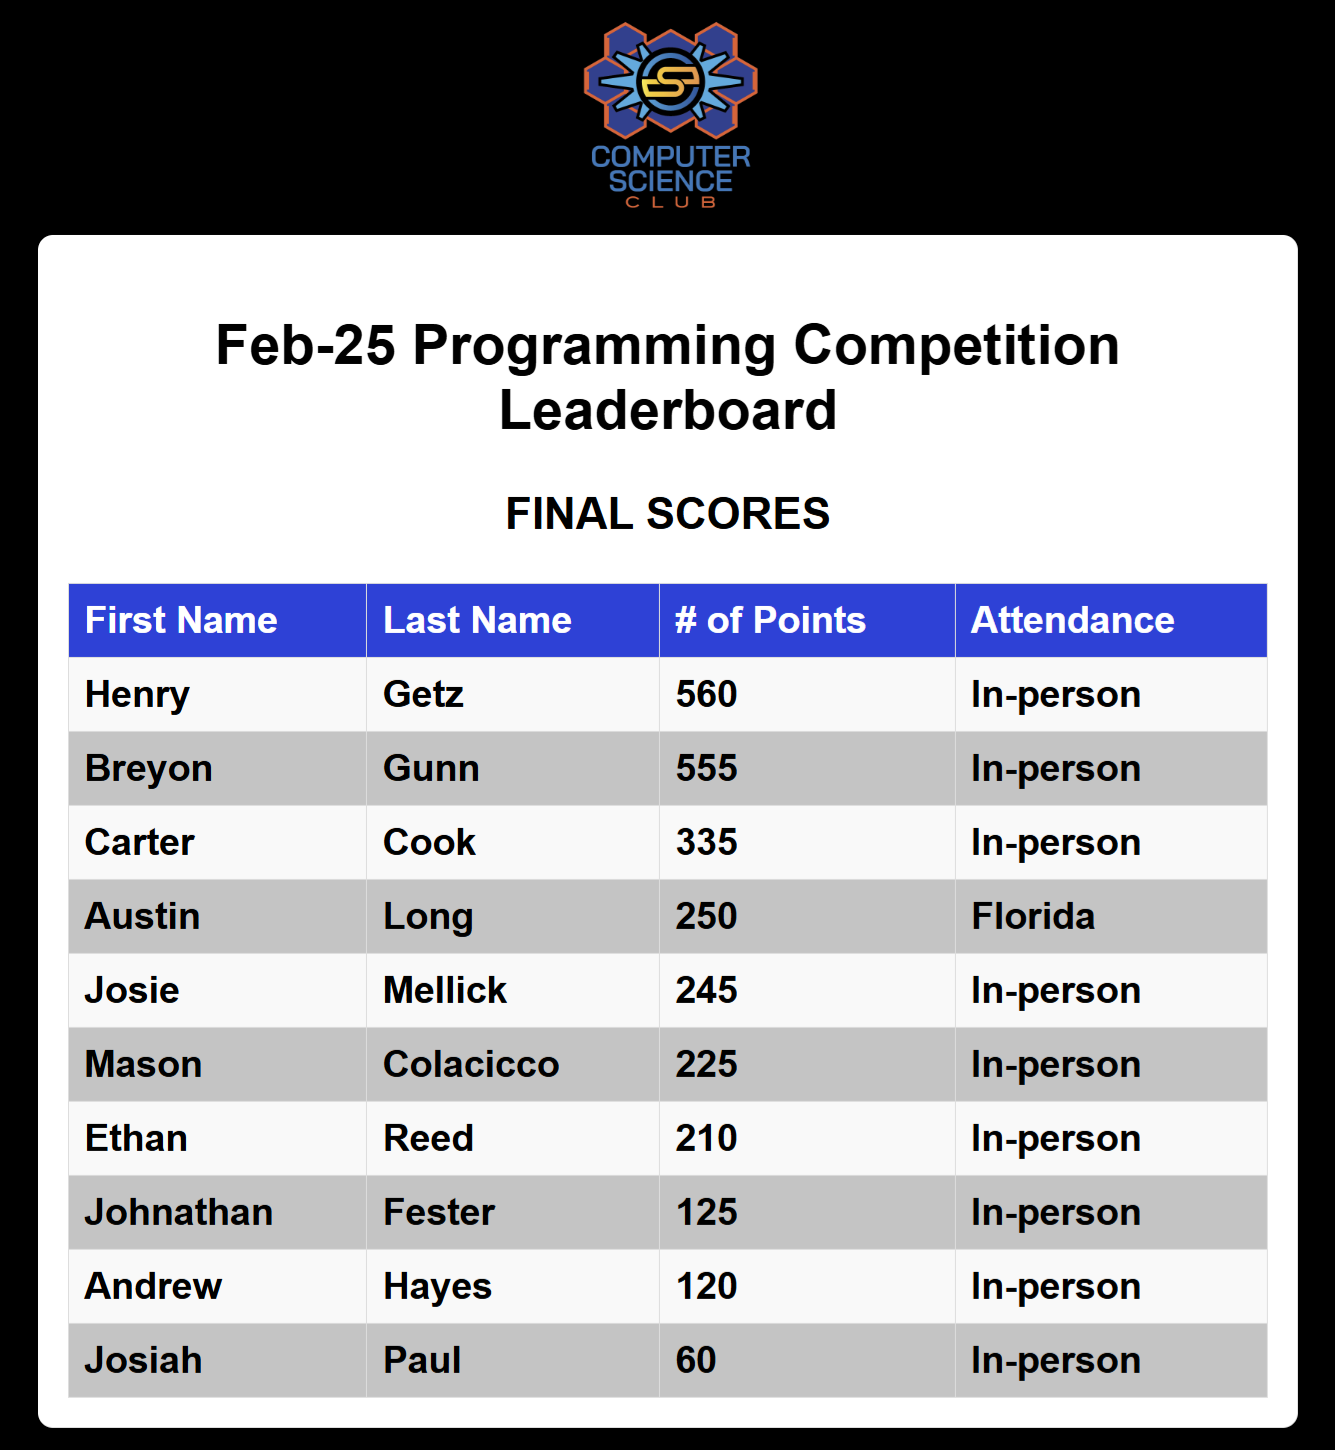 COMPUTER
SCIENCE
CLUB
Feb-25 Programming Competition
Leaderboard
FINAL SCORES
First Name Last Name # of Points Attendance
Henry Getz 560 In-person
Breyon Gunn 555 In-person
Carter Cook 335 In-person
Austin Long 250 Florida
Josie Mellick 245 In-person
Mason Colacicco 225 In-person
Ethan Reed 210 In-person
Johnathan Fester 125 In-person
Andrew Hayes 120 In-person
Josiah Paul 60 In-person